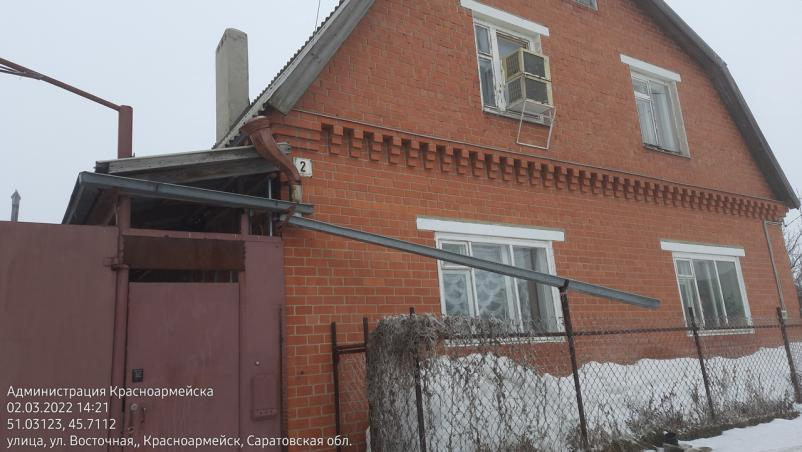 2
Администрация Красноармейска
02.03.2022 14:21
51.03123, 45.7112
улица, ул. Восточная,, Красноармейск, Саратовская обл.